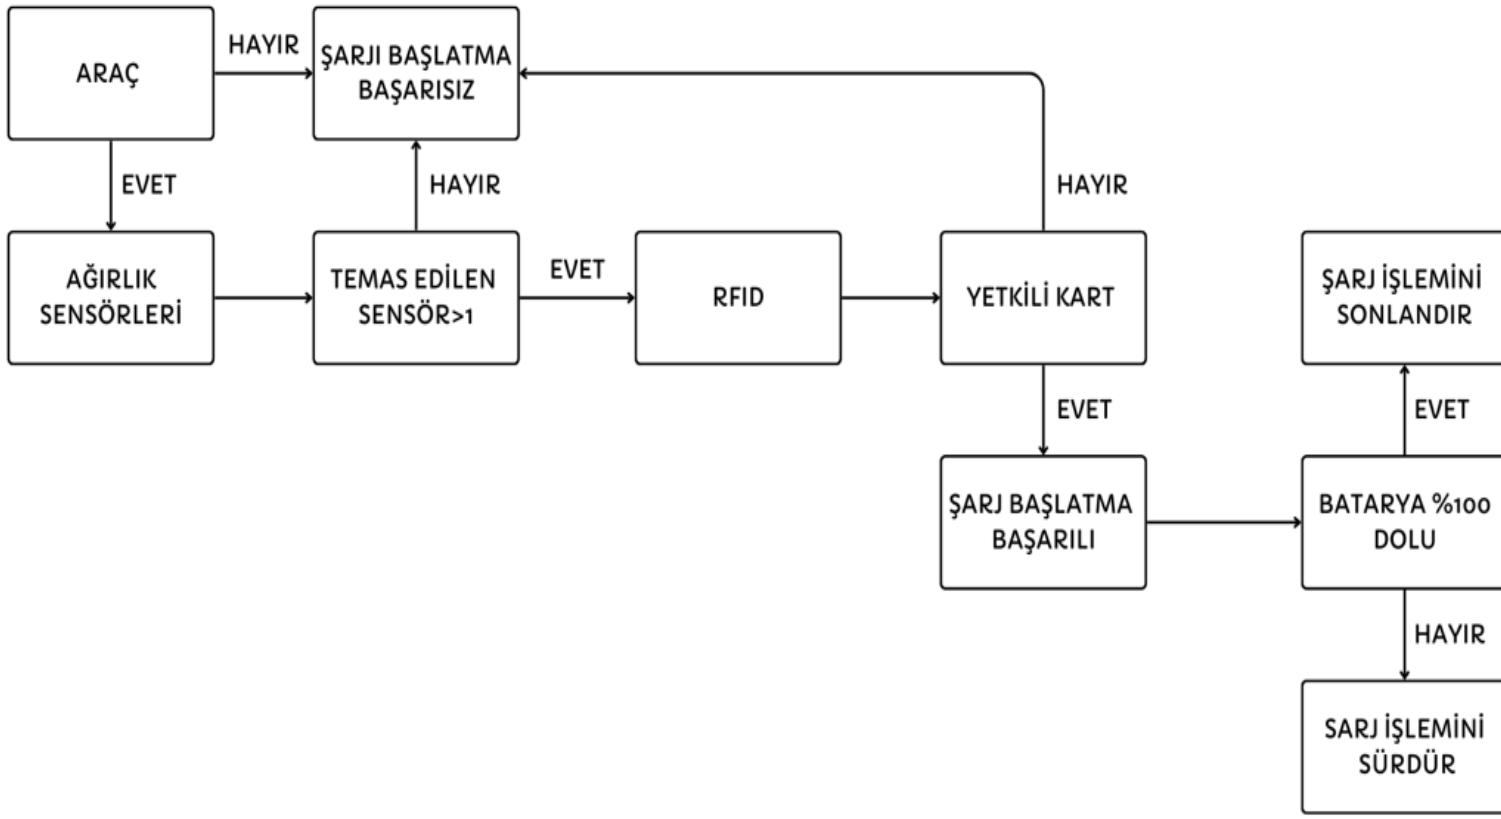 ARAÇ
HAYIR
ŞARJI BAŞLATMA
BAŞARISIZ
EVET
HAYIR
HAYIR
AĞIRLIK
SENSÖRLERİ
TEMAS EDİLEN
SENSÖR>1
EVET
RFID
YETKİLİ KART
ŞARJ İŞLEMİNİ
SONLANDIR
EVET
EVET
ŞARJ BAŞLATMA
BAŞARILI
BATARYA %100
DOLU
HAYIR
SARJ İŞLEMİNİ
SÜRDÜR